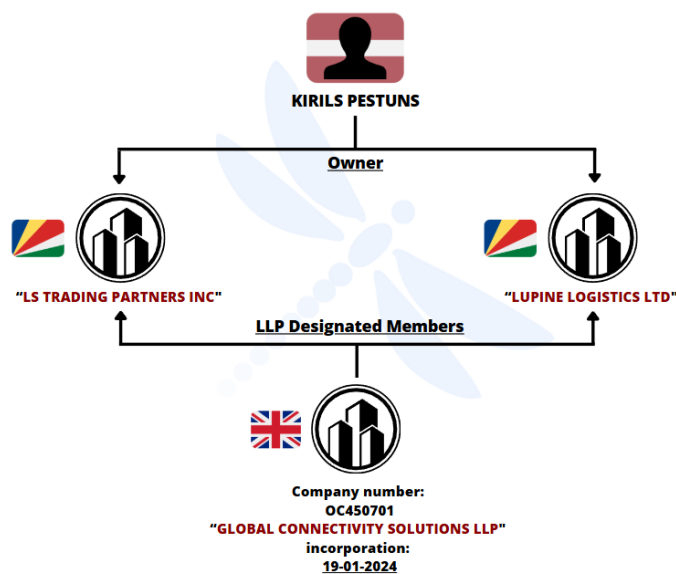 KIRILS PESTUNS
Owner
“LS TRADING PARTNERS INC"
“LUPINE LOGISTICS LTD"
LLP Designated Members
Company number:
OC450701
“GLOBAL CONNECTIVITY SOLUTIONS LLP"
incorporation:
19-01-2024